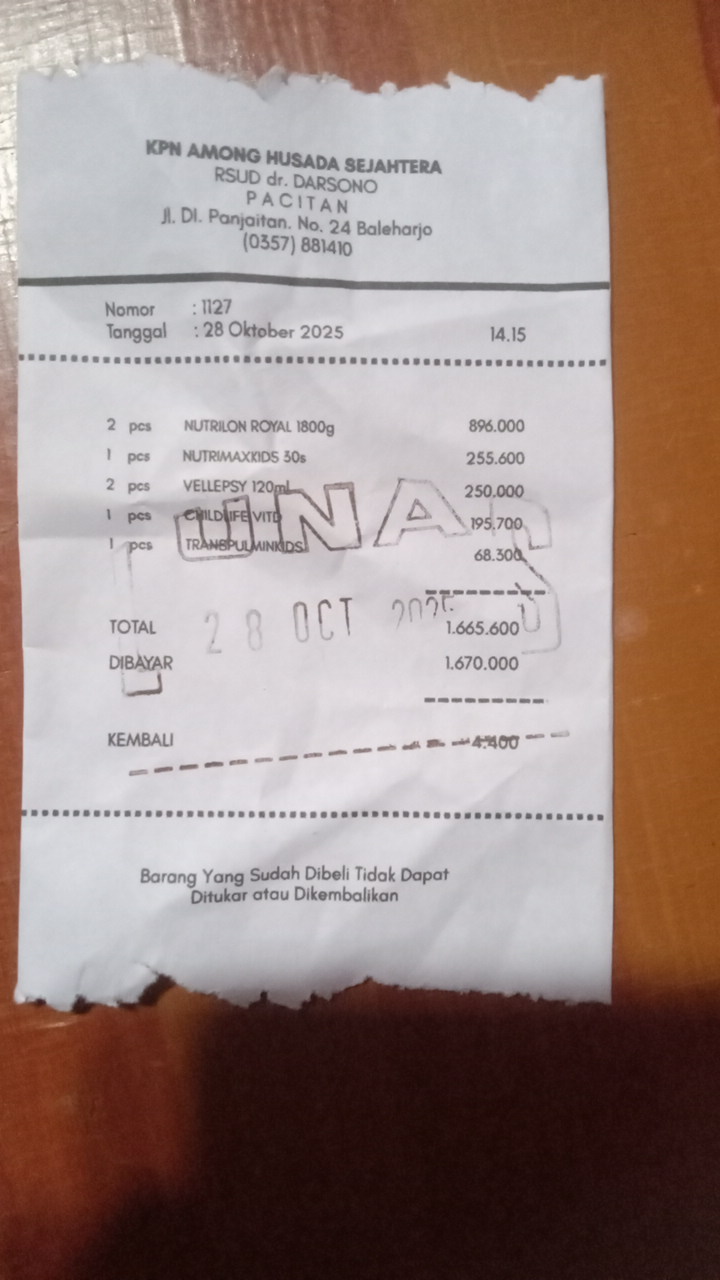 KPN AMONG HUSADA SEJAHTERA
RSUD dr. DARSONO
PACITAN
Jl. DI. Panjaitan. No. 24 Baleharjo
(0357) 881410
Nomor : 1127
Tanggal : 28 Oktober 2025 14.15
2 pcs NUTRILON ROYAL 1800g 896.000
1 pcs NUTRIMAXKIDS 30s 255.600
2 pcs VELLEPSY 120mL 250.000
1 pcs CHILDLIFE VITD 195.700
1 pcs TRANSPULMINKIDS 68.300
LUNAS
28 OCT 2025
TOTAL 1.665.600
DIBAYAR 1.670.000
KEMBALI 4.400
Barang Yang Sudah Dibeli Tidak Dapat
Ditukar atau Dikembalikan